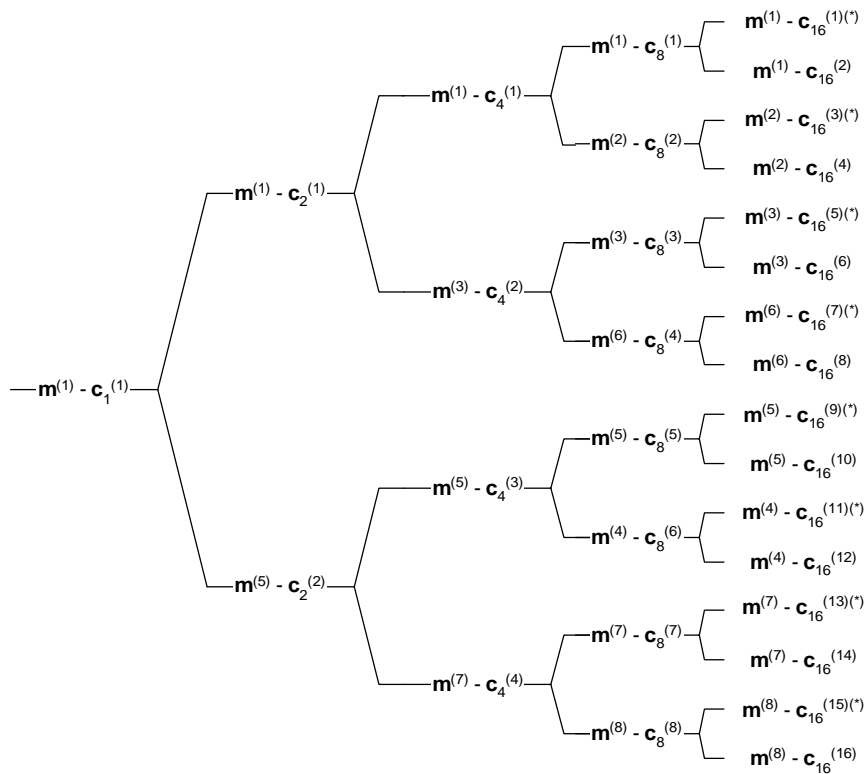 m(1) - c16(1)(*)
m(1) - c8(1)
m(1) - c16(2)
m(1) - c4(1)
m(2) - c16(3)(*)
m(2) - c8(2)
m(2) - c16(4)
m(1) - c2(1)
m(3) - c16(5)(*)
m(3) - c8(3)
m(3) - c16(6)
m(3) - c4(2)
m(6) - c16(7)(*)
m(6) - c8(4)
m(6) - c16(8)
m(1) - c1(1)
m(5) - c16(9)(*)
m(5) - c8(5)
m(5) - c16(10)
m(5) - c4(3)
m(4) - c16(11)(*)
m(4) - c8(6)
m(4) - c16(12)
m(5) - c2(2)
m(7) - c16(13)(*)
m(7) - c8(7)
m(7) - c16(14)
m(7) - c4(4)
m(8) - c16(15)(*)
m(8) - c8(8)
m(8) - c16(16)